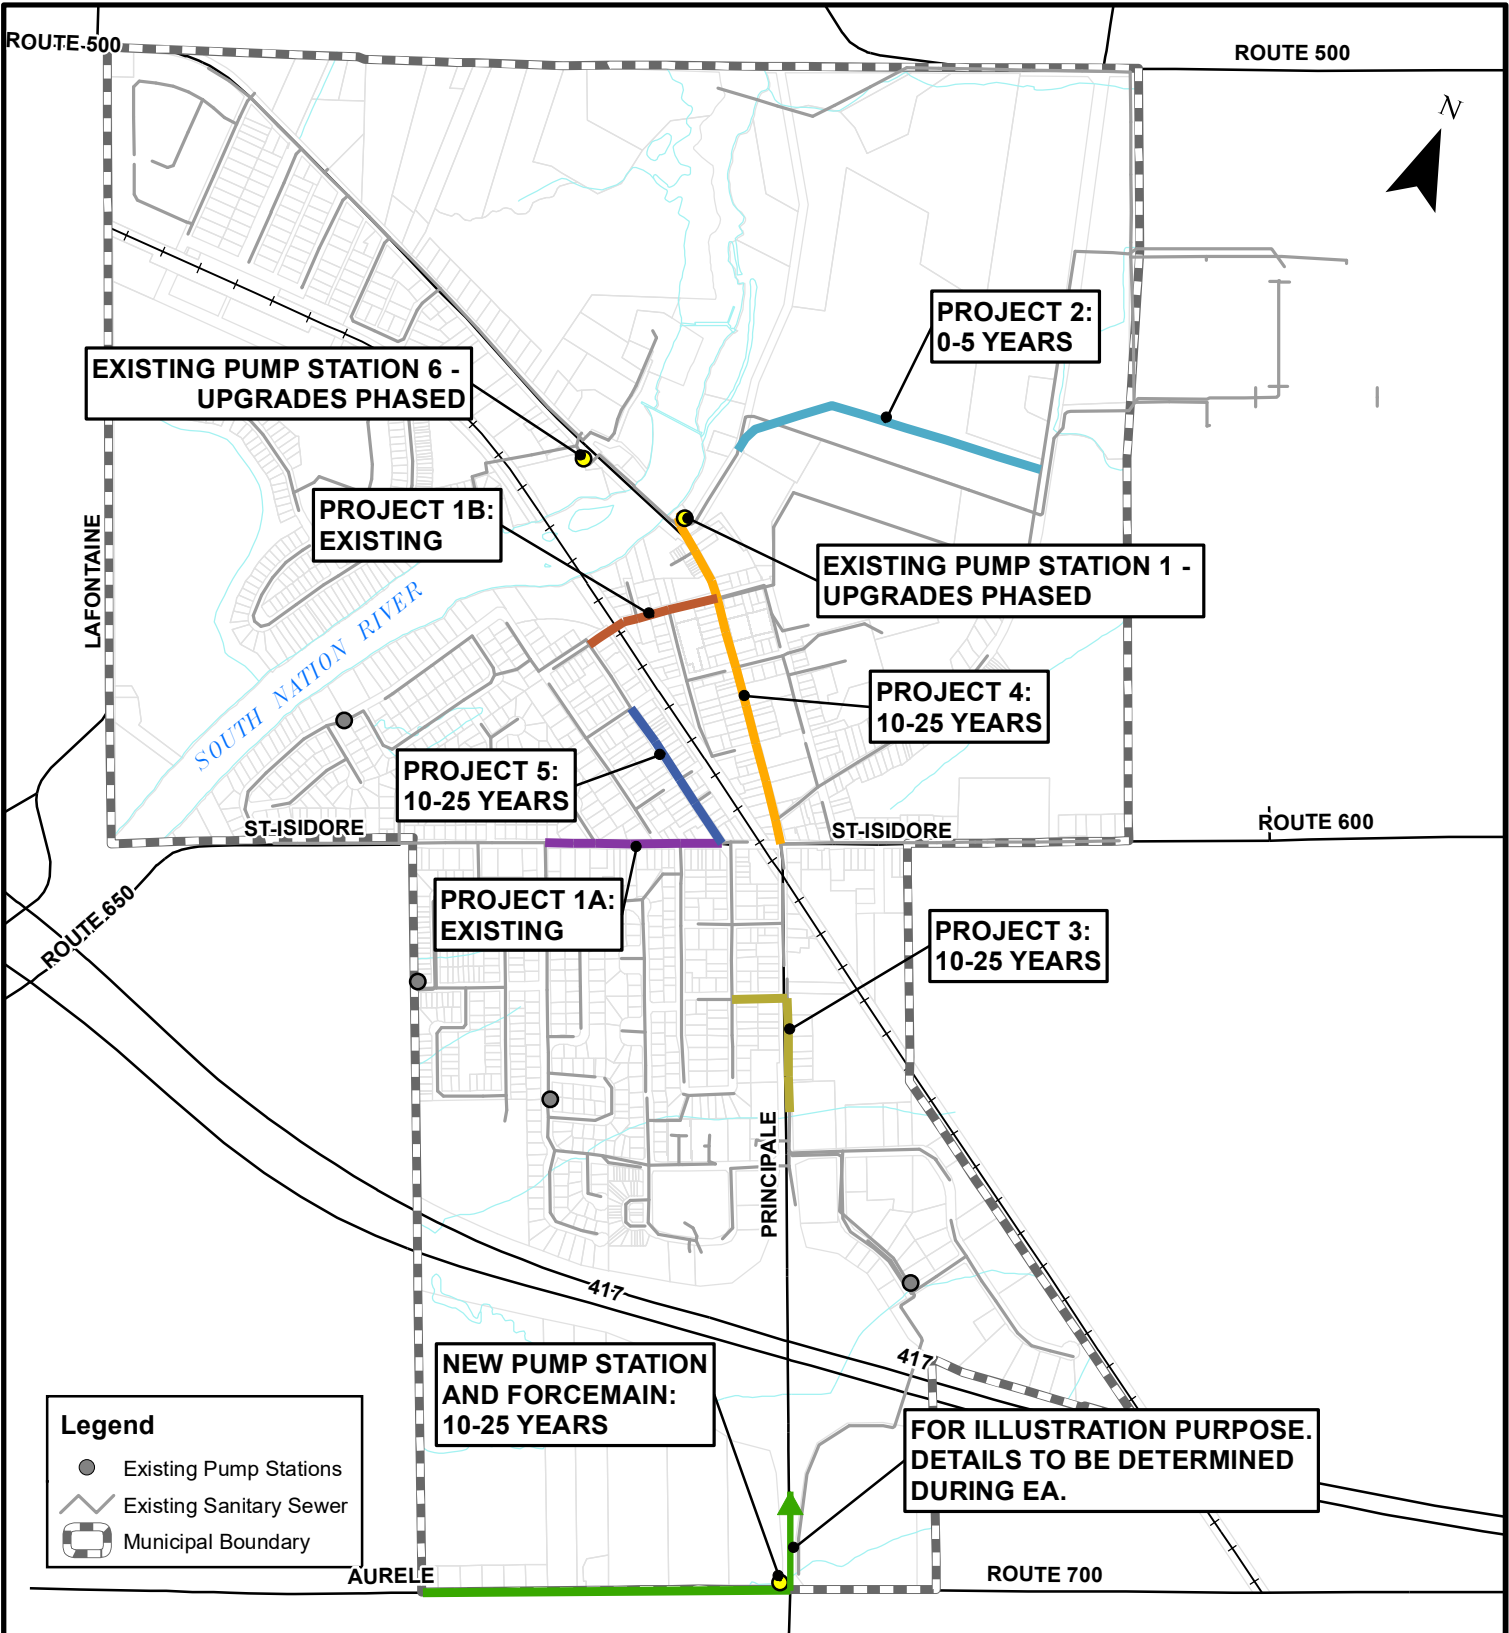 ROUTE 500
ROUTE 500
N
PROJECT 2:
0-5 YEARS
EXISTING PUMP STATION 6 -
UPGRADES PHASED
PROJECT 1B:
EXISTING
LAFONTAINE
EXISTING PUMP STATION 1 -
UPGRADES PHASED
SOUTH NATION RIVER
PROJECT 4:
10-25 YEARS
PROJECT 5:
10-25 YEARS
ST-ISIDORE
ST-ISIDORE
ROUTE 600
PROJECT 1A:
EXISTING
ROUTE 650
PROJECT 3:
10-25 YEARS
PRINCIPALE
417
417
NEW PUMP STATION
AND FORCEMAIN:
10-25 YEARS
FOR ILLUSTRATION PURPOSE.
DETAILS TO BE DETERMINED
DURING EA.
Legend
Existing Pump Stations
Existing Sanitary Sewer
Municipal Boundary
AURELE
ROUTE 700